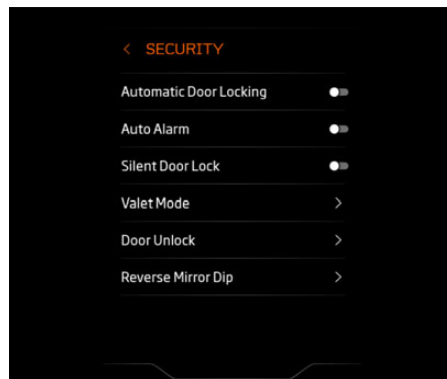 SECURITY
Automatic Door Locking
Auto Alarm
Silent Door Lock
Valet Mode
Door Unlock
Reverse Mirror Dip